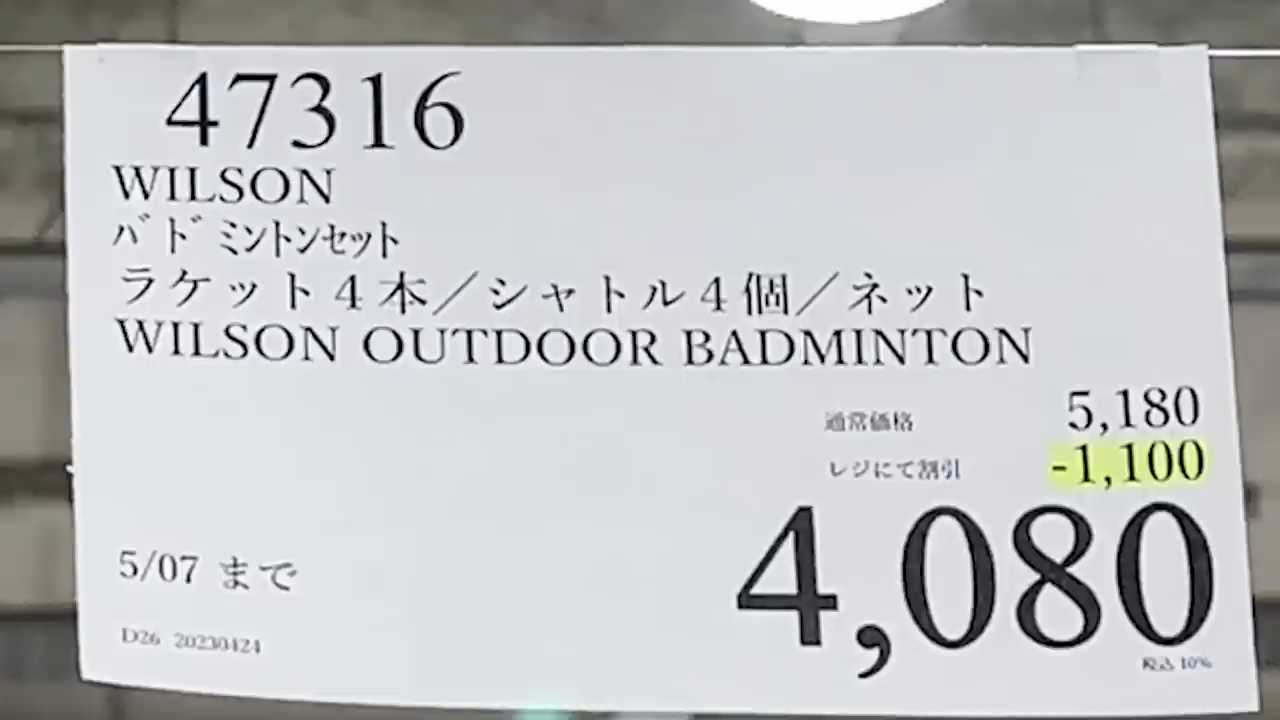 47316
WILSON
バドミントンセット
ラケット4本/シャトル4個/ネット
WILSON OUTDOOR BADMINTON
通常価格 5,180
レジにて割引 -1,100
4,080
5/07 まで
D26 20230424
税込 10%